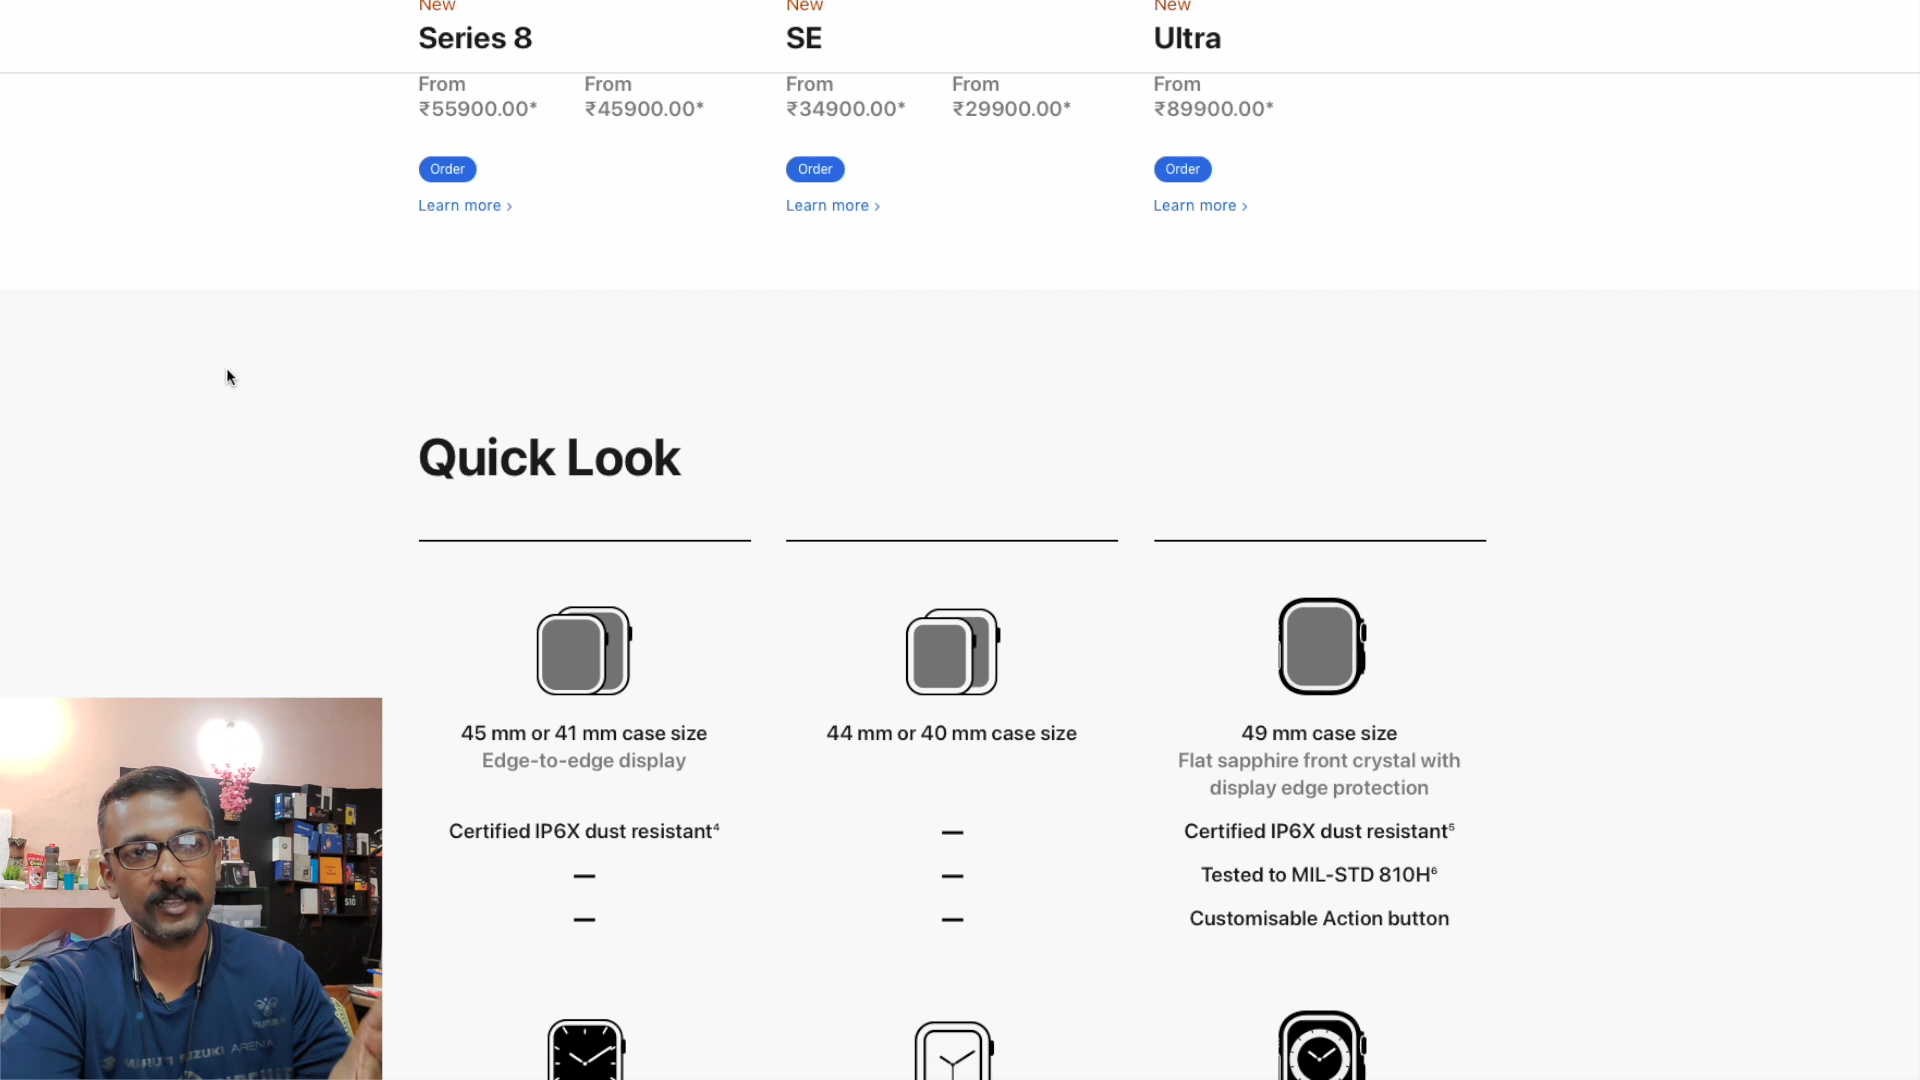 New
Series 8
From
₹55900.00*
From
₹45900.00*
Order
Learn more >
New
SE
From
₹34900.00*
From
₹29900.00*
Order
Learn more >
New
Ultra
From
₹89900.00*
Order
Learn more >
Quick Look
45 mm or 41 mm case size
Edge-to-edge display
Certified IP6X dust resistant⁴
—
—
44 mm or 40 mm case size
—
—
—
49 mm case size
Flat sapphire front crystal with
display edge protection
Certified IP6X dust resistant⁵
Tested to MIL-STD 810H⁶
Customisable Action button
S10